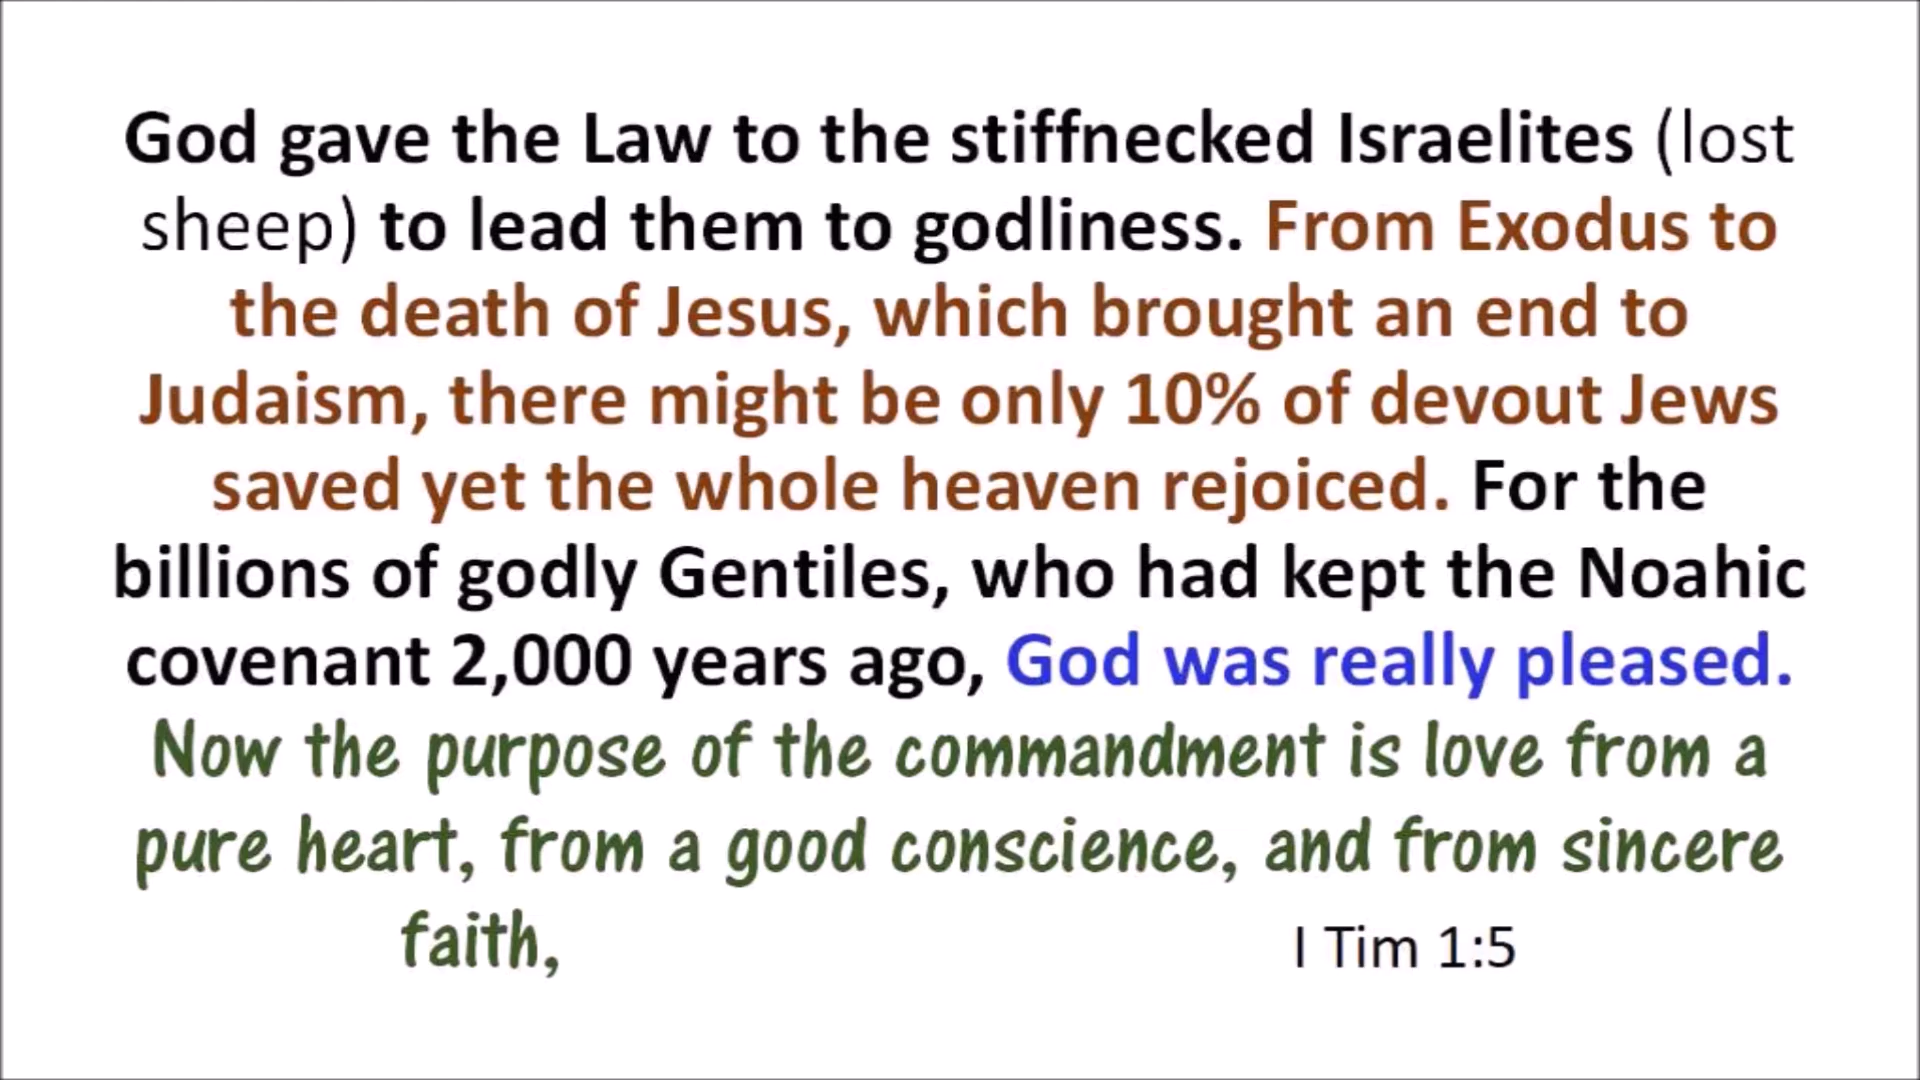 God gave the Law to the stiffnecked Israelites (lost
sheep) to lead them to godliness. From Exodus to
the death of Jesus, which brought an end to
Judaism, there might be only 10% of devout Jews
saved yet the whole heaven rejoiced. For the
billions of godly Gentiles, who had kept the Noahic
covenant 2,000 years ago, God was really pleased.
Now the purpose of the commandment is love from a
pure heart, from a good conscience, and from sincere
faith, I Tim 1:5